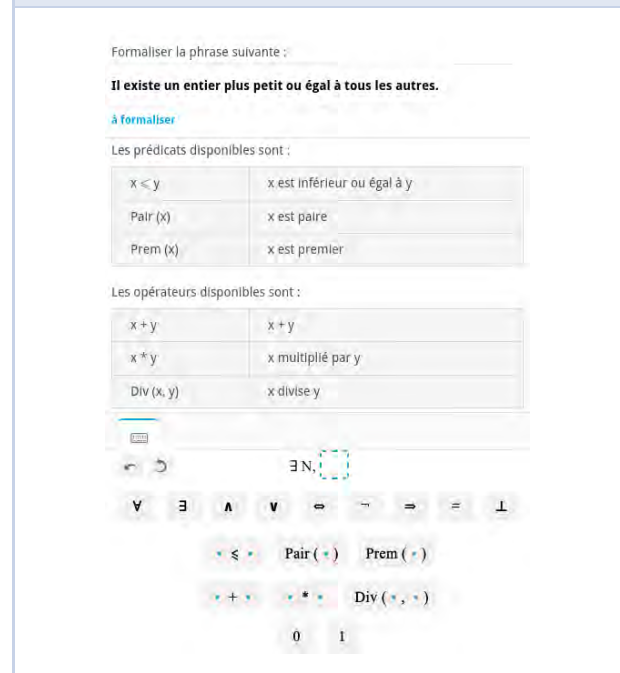 Formaliser la phrase suivante :
Il existe un entier plus petit ou égal à tous les autres.
à formaliser
Les prédicats disponibles sont :
x ⩽ y x est inférieur ou égal à y
Pair (x) x est paire
Prem (x) x est premier
Les opérateurs disponibles sont :
x + y x + y
x * y x multiplié par y
Div (x, y) x divise y
∃ N,
∀ ∃ ∧ ∨ ⇔ ¬ ⇒ = ⊥
• ⩽ • Pair ( • ) Prem ( • )
• + • • * • Div ( • , • )
0 1